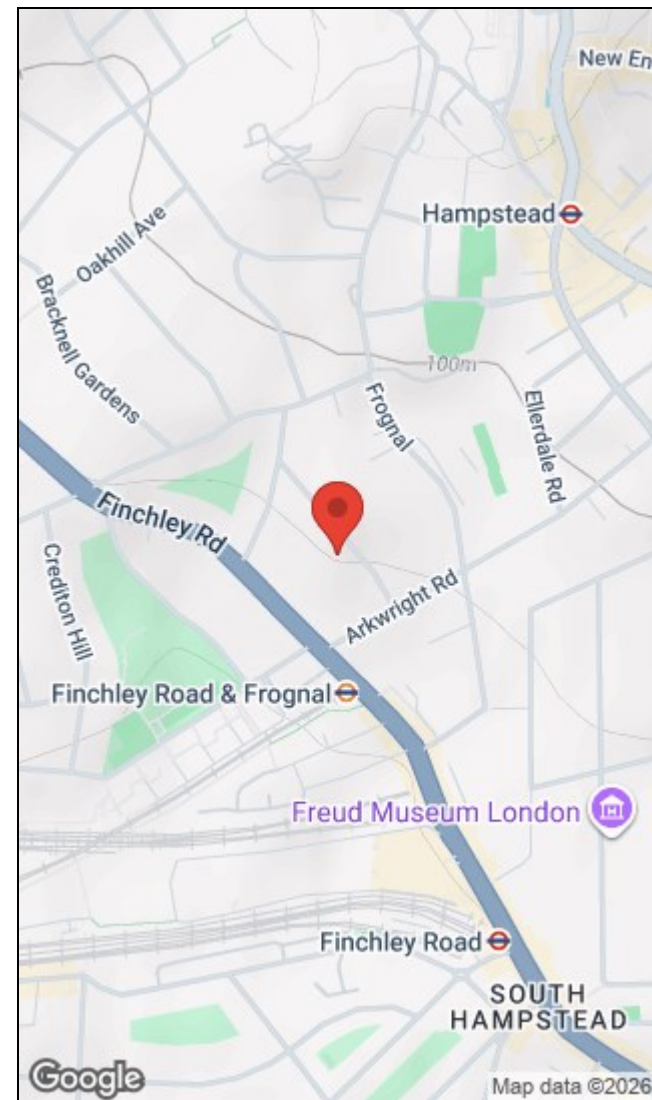 New En
Hampstead
Oakhill Ave
Bracknell Gardens
100m
Frognal
Ellerdale Rd
Finchley Rd
Crediton Hill
Arkwright Rd
Finchley Road & Frognal
Freud Museum London
Finchley Road
SOUTH
HAMPSTEAD
Google
Map data ©2026